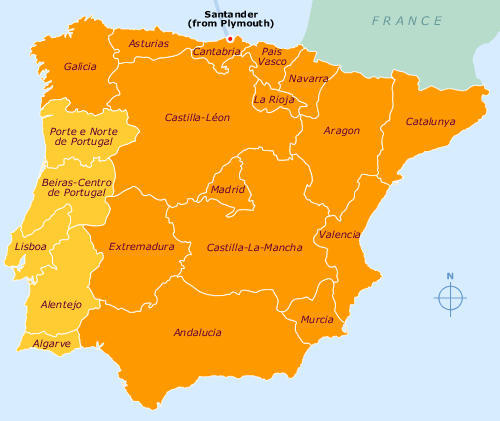 Santander
(from Plymouth)
FRANCE
Asturias
Cantabria
Pais
Vasco
Galicia
Navarra
La Rioja
Castilla-Léon
Catalunya
Aragon
Porte e Norte
de Portugal
Beiras-Centro
de Portugal
Madrid
Valencia
Lisboa
Extremadura
Castilla-La-Mancha
N
Alentejo
Murcia
Andalucia
Algarve